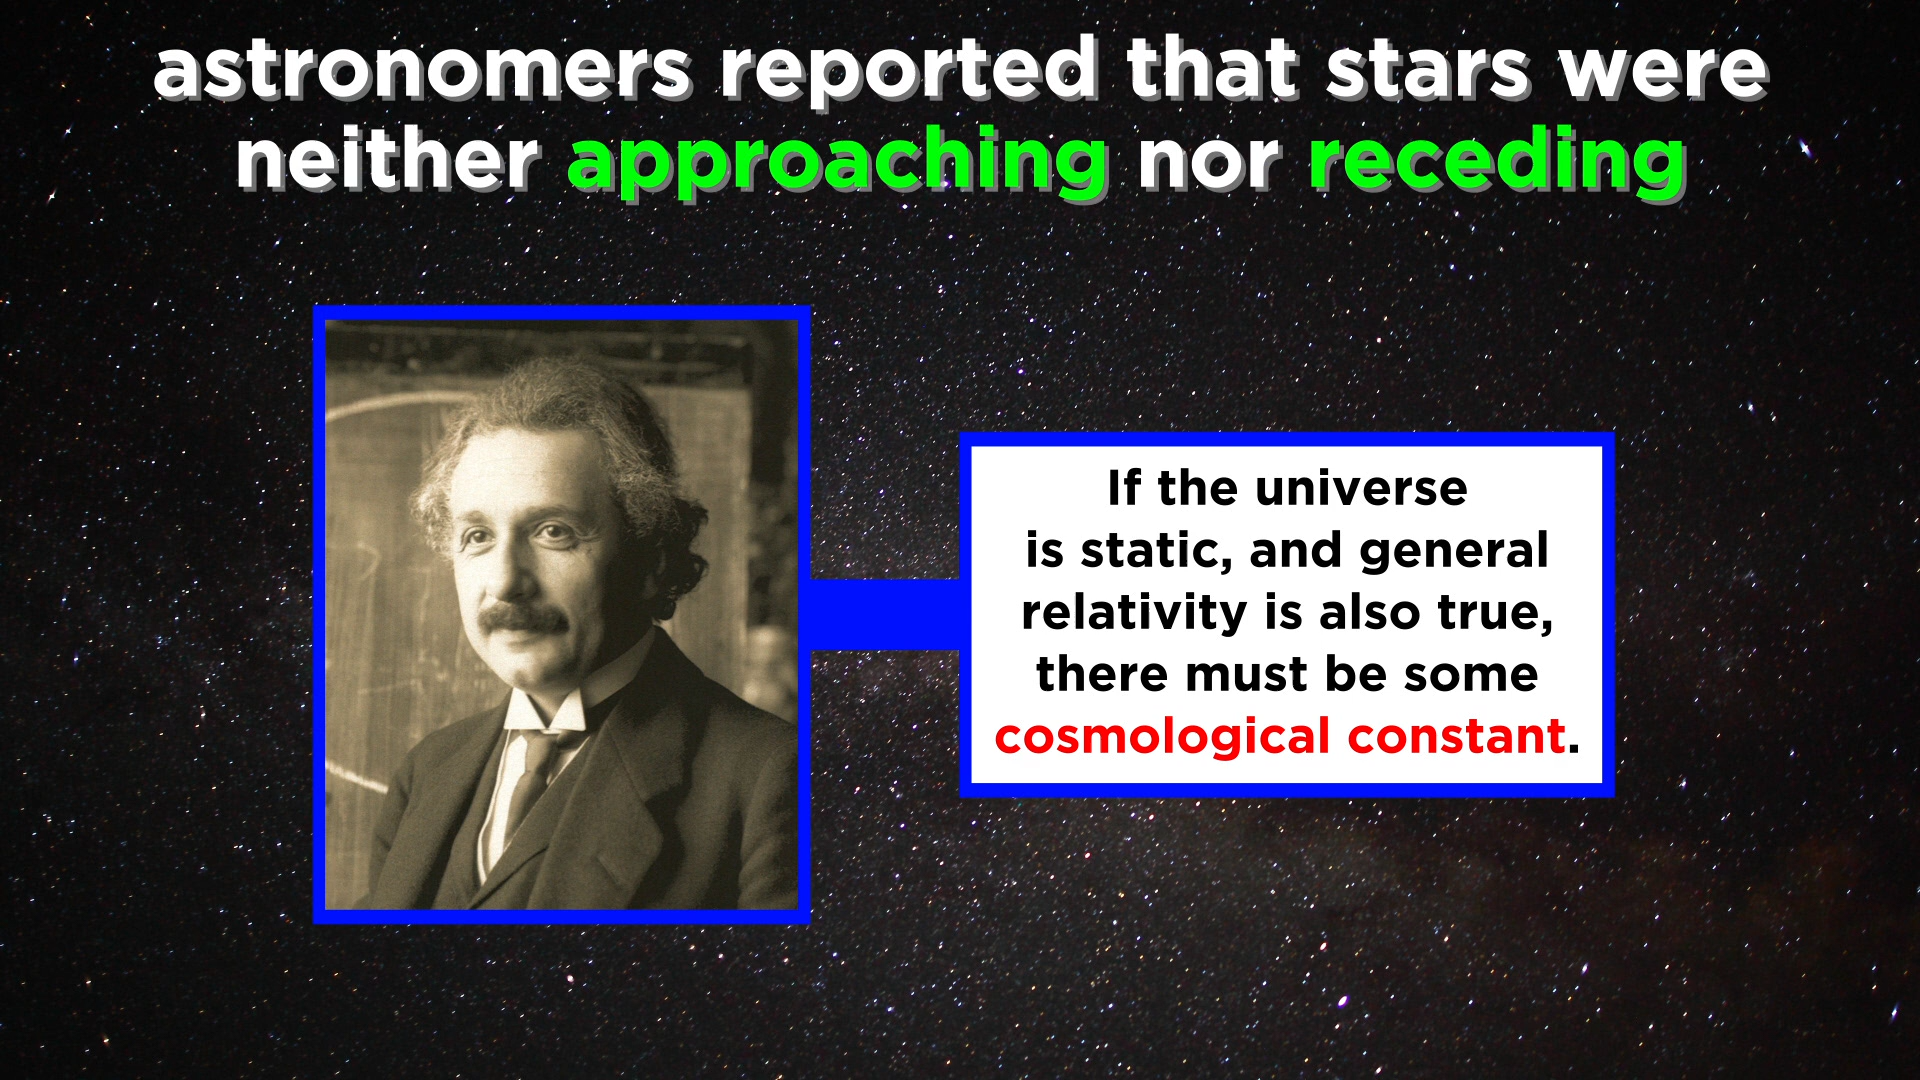 astronomers reported that stars were
neither approaching nor receding
If the universe
is static, and general
relativity is also true,
there must be some
cosmological constant.